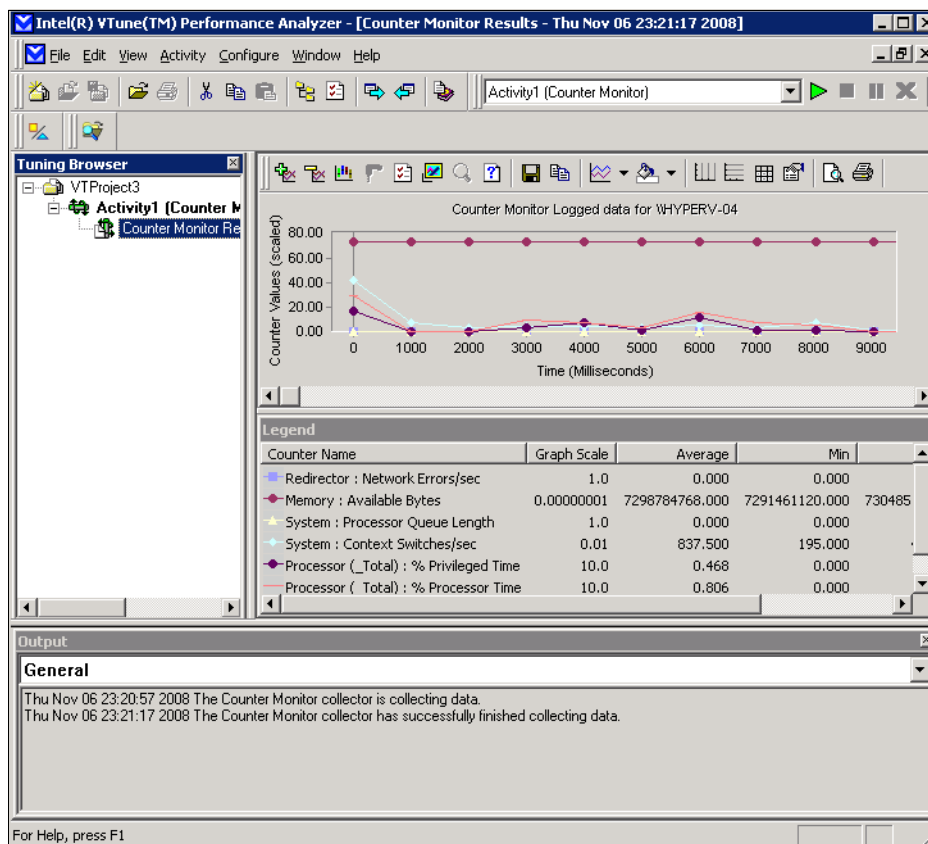 Intel(R) VTune(TM) Performance Analyzer - [Counter Monitor Results - Thu Nov 06 23:21:17 2008]
File Edit View Activity Configure Window Help
Activity1 (Counter Monitor)
Tuning Browser
VTProject3
Activity1 (Counter M
Counter Monitor Re
Counter Monitor Logged data for \\HYPERV-04
Counter Values (scaled)
80.00
60.00
40.00
20.00
0.00
0 1000 2000 3000 4000 5000 6000 7000 8000 9000
Time (Milliseconds)
Legend
Counter Name Graph Scale Average Min
Redirector : Network Errors/sec 1.0 0.000 0.000
Memory : Available Bytes 0.00000001 7298784768.000 7291461120.000 730485
System : Processor Queue Length 1.0 0.000 0.000
System : Context Switches/sec 0.01 837.500 195.000
Processor (_Total) : % Privileged Time 10.0 0.468 0.000
Processor (_Total) : % Processor Time 10.0 0.806 0.000
Output
General
Thu Nov 06 23:20:57 2008 The Counter Monitor collector is collecting data.
Thu Nov 06 23:21:17 2008 The Counter Monitor collector has successfully finished collecting data.
For Help, press F1